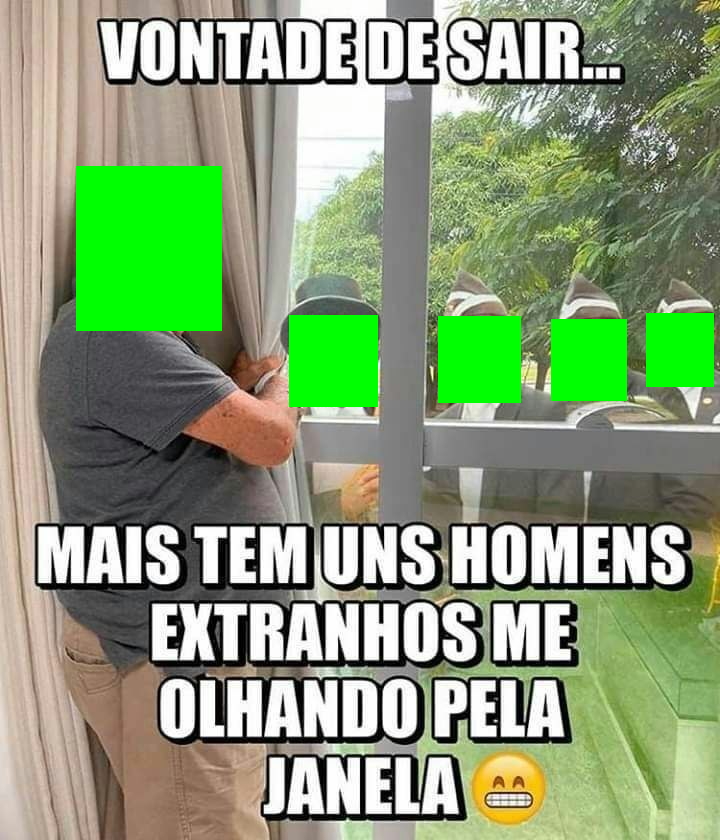 VONTADE DE SAIR...
MAIS TEM UNS HOMENS
EXTRANHOS ME
OLHANDO PELA
JANELA 😁